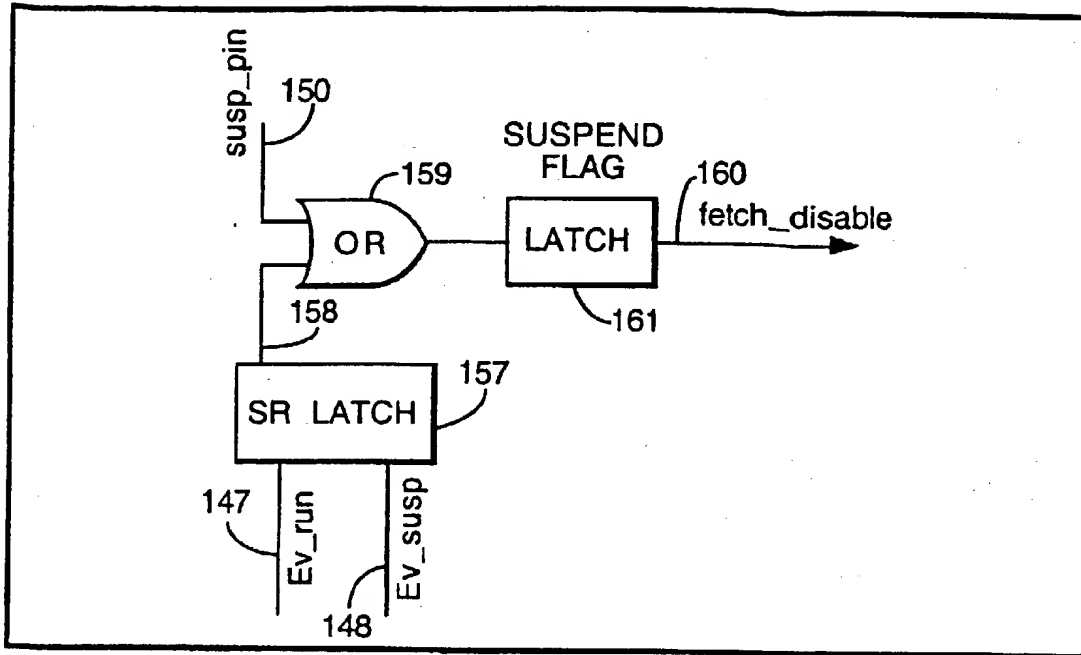 susp_pin
150
159
OR
SUSPEND
FLAG
LATCH
161
160
fetch_disable
158
SR LATCH
157
147
Ev_run
Ev_susp
148